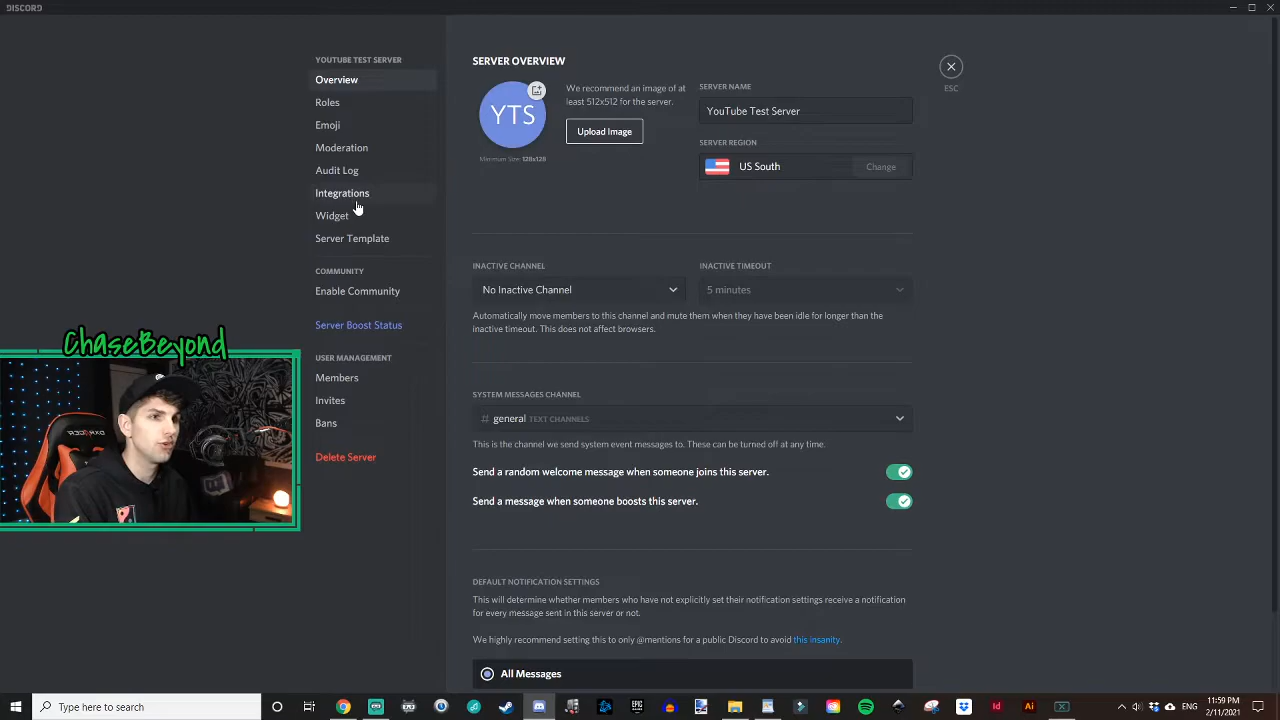 DISCORD
YOUTUBE TEST SERVER
Overview
Roles
Emoji
Moderation
Audit Log
Integrations
Widget
Server Template
COMMUNITY
Enable Community
Server Boost Status
USER MANAGEMENT
Members
Invites
Bans
Delete Server
SERVER OVERVIEW
YTS
Minimum Size: 128x128
We recommend an image of at
least 512x512 for the server.
Upload Image
SERVER NAME
YouTube Test Server
SERVER REGION
US South
Change
ESC
INACTIVE CHANNEL
No Inactive Channel
INACTIVE TIMEOUT
5 minutes
Automatically move members to this channel and mute them when they have been idle for longer than the
inactive timeout. This does not affect browsers.
SYSTEM MESSAGES CHANNEL
# general TEXT CHANNELS
This is the channel we send system event messages to. These can be turned off at any time.
Send a random welcome message when someone joins this server.
Send a message when someone boosts this server.
DEFAULT NOTIFICATION SETTINGS
This will determine whether members who have not explicitly set their notification settings receive a notification
for every message sent in this server or not.
We highly recommend setting this to only @mentions for a public Discord to avoid this insanity.
All Messages
ChaseBeyond
Type here to search
EPIC
Id
Ai
11:59 PM
2/11/2021